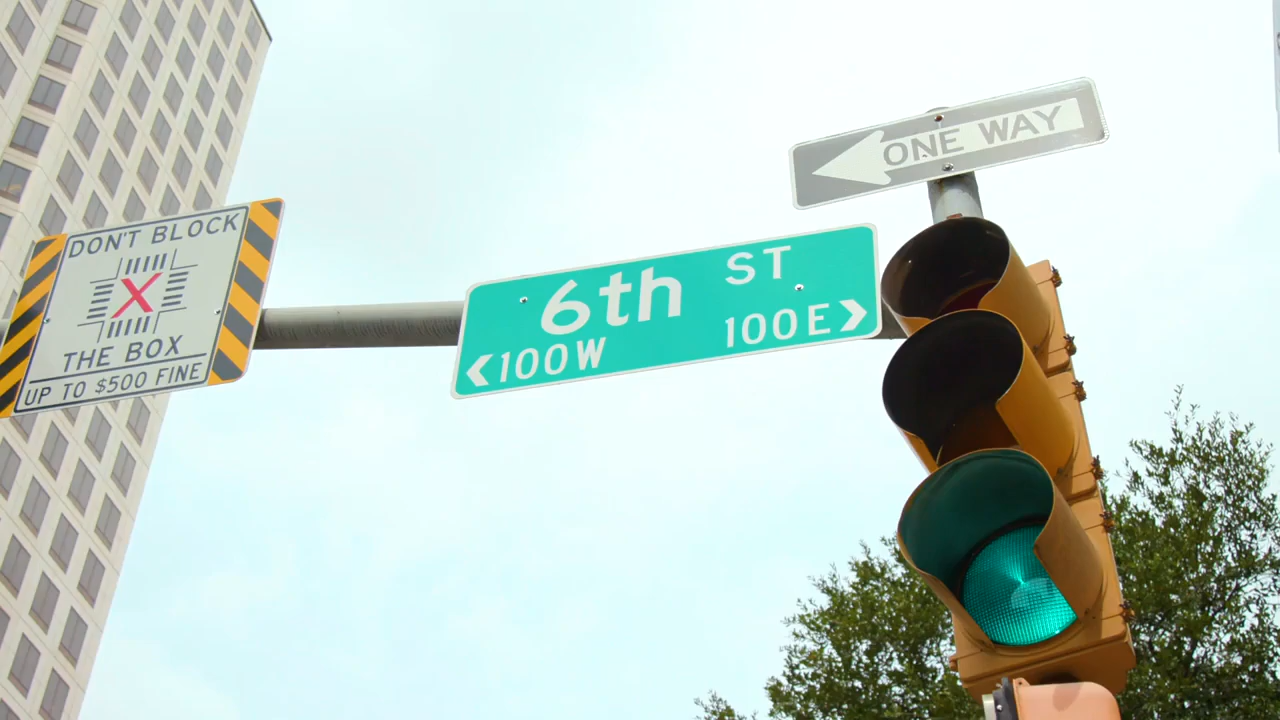 DON'T BLOCK
X
THE BOX
UP TO $500 FINE
6th ST
100W 100E
ONE WAY